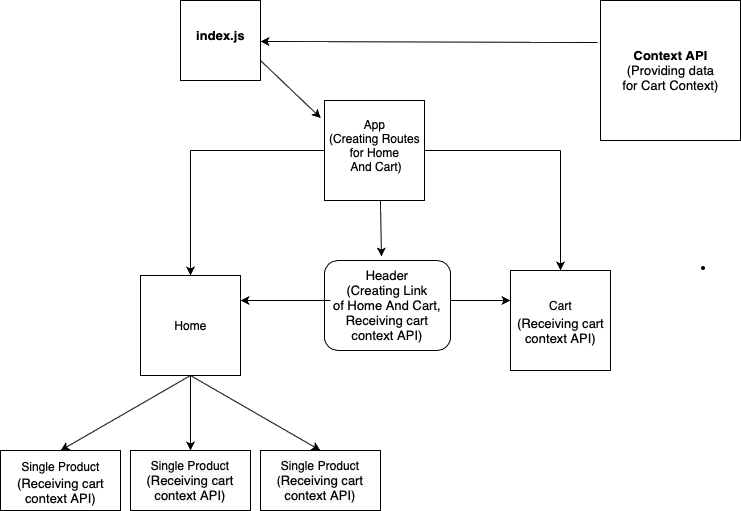 index.js
Context API
(Providing data
for Cart Context)
App
(Creating Routes
for Home
And Cart)
Header
(Creating Link
of Home And Cart,
Receiving cart
context API)
Home
Cart
(Receiving cart
context API)
Single Product
(Receiving cart
context API)
Single Product
(Receiving cart
context API)
Single Product
(Receiving cart
context API)